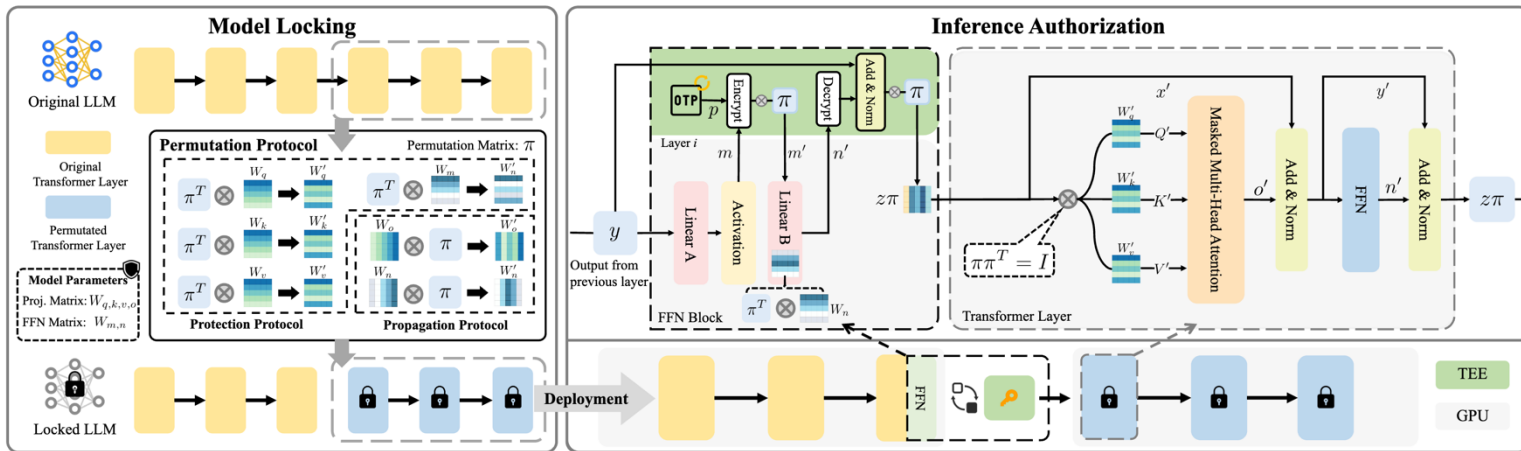 Model Locking
Original LLM
Original
Transformer Layer
Permutated
Transformer Layer
Model Parameters
Proj. Matrix: W_{q,k,v,o}
FFN Matrix: W_{m,n}
Locked LLM
Permutation Protocol
Permutation Matrix: π
π^T ⊗ W_q W'_q
π^T ⊗ W_k W'_k
π^T ⊗ W_v W'_v
Protection Protocol
π^T ⊗ W_m W'_n
W_o ⊗ π W'_o
W_n ⊗ π W'_n
Propagation Protocol
Deployment
Inference Authorization
OTP
p
Encrypt
⊗ π
Decrypt
Add & Norm
⊗ π
Layer i
m
m′
n′
y
Output from
previous layer
Linear A
Activation
Linear B
π^T ⊗ W_n
FFN Block
zπ
ππ^T = I
W'_q
W'_k
W'_v
Q′
K′
V′
x′
Masked Multi-Head Attention
o′
Add & Norm
y′
FFN
n′
Add & Norm
zπ
Transformer Layer
FFN
TEE
GPU